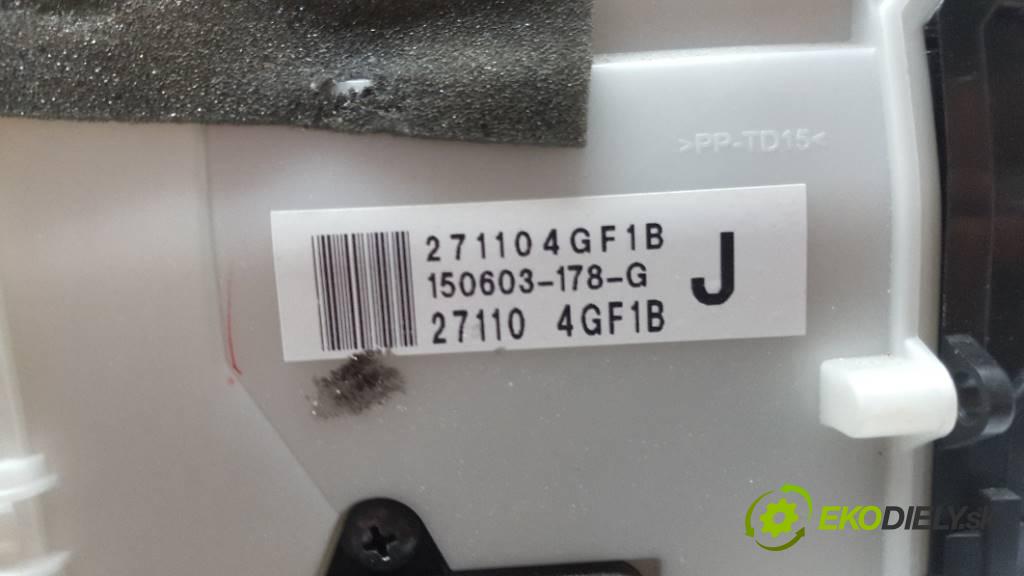 >PP-TD15<
271104GF1B
150603-178-G
27110 4GF1B
J
EKODIELY.sk